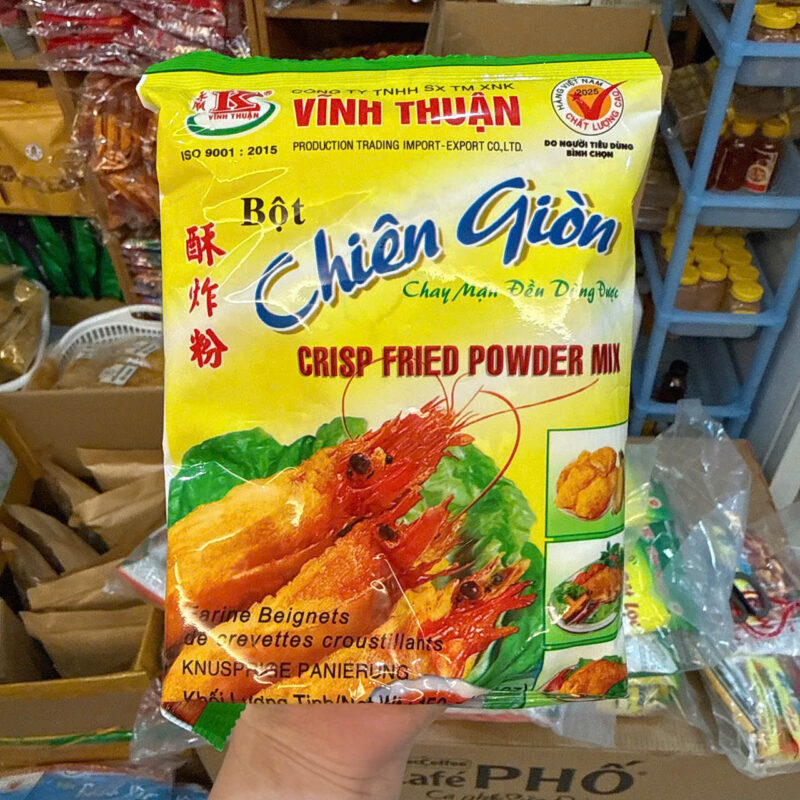 CÔNG TY TNHH SX TM XNK
VĨNH THUẬN
PRODUCTION TRADING IMPORT-EXPORT CO.,LTD.
K
VĨNH THUẬN
ISO 9001 : 2015
HÀNG VIỆT NAM
2025
CHẤT LƯỢNG CAO
DO NGƯỜI TIÊU DÙNG
BÌNH CHỌN
Bột
Chiên Giòn
Chay Mặn Đều Dùng Được
酥炸粉
CRISP FRIED POWDER MIX
Farine Beignets
de crevettes croustillants
KNUSPRIGE PANIERUNG
Khối Lượng Tịnh/Net Wt
Café PHỐ